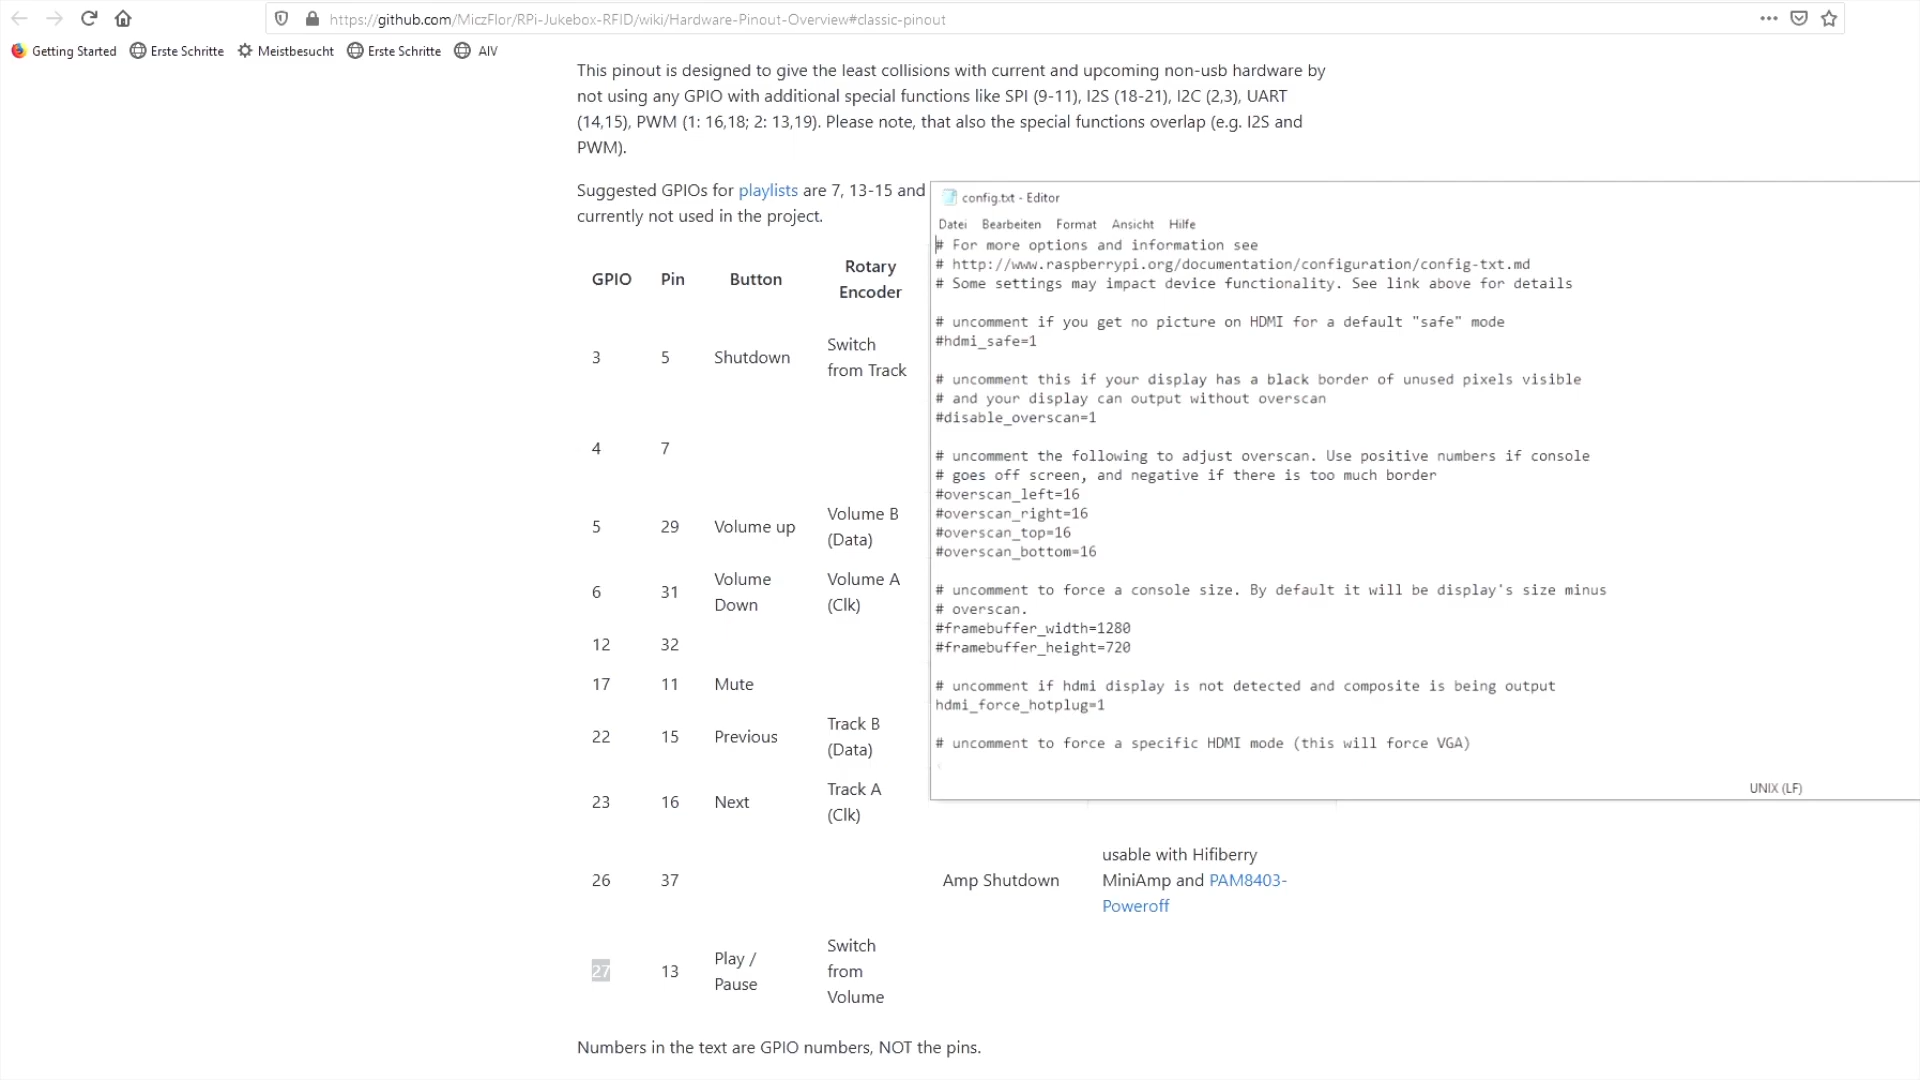 https://github.com/MiczFlor/RPi-Jukebox-RFID/wiki/Hardware-Pinout-Overview#classic-pinout
Getting Started Erste Schritte Meistbesucht Erste Schritte AIV
This pinout is designed to give the least collisions with current and upcoming non-usb hardware by
not using any GPIO with additional special functions like SPI (9-11), I2S (18-21), I2C (2,3), UART
(14,15), PWM (1: 16,18; 2: 13,19). Please note, that also the special functions overlap (e.g. I2S and
PWM).
Suggested GPIOs for playlists are 7, 13-15 and
currently not used in the project.
GPIO Pin Button Rotary
Encoder
3 5 Shutdown Switch
from Track
4 7
5 29 Volume up Volume B
(Data)
6 31 Volume
Down Volume A
(Clk)
12 32
17 11 Mute
22 15 Previous Track B
(Data)
23 16 Next Track A
(Clk)
26 37 Amp Shutdown usable with Hifiberry
MiniAmp and PAM8403-
Poweroff
27 13 Play /
Pause Switch
from
Volume
Numbers in the text are GPIO numbers, NOT the pins.
config.txt - Editor
Datei Bearbeiten Format Ansicht Hilfe
# For more options and information see
# http://www.raspberrypi.org/documentation/configuration/config-txt.md
# Some settings may impact device functionality. See link above for details
# uncomment if you get no picture on HDMI for a default "safe" mode
#hdmi_safe=1
# uncomment this if your display has a black border of unused pixels visible
# and your display can output without overscan
#disable_overscan=1
# uncomment the following to adjust overscan. Use positive numbers if console
# goes off screen, and negative if there is too much border
#overscan_left=16
#overscan_right=16
#overscan_top=16
#overscan_bottom=16
# uncomment to force a console size. By default it will be display's size minus
# overscan.
#framebuffer_width=1280
#framebuffer_height=720
# uncomment if hdmi display is not detected and composite is being output
hdmi_force_hotplug=1
# uncomment to force a specific HDMI mode (this will force VGA)
UNIX (LF)